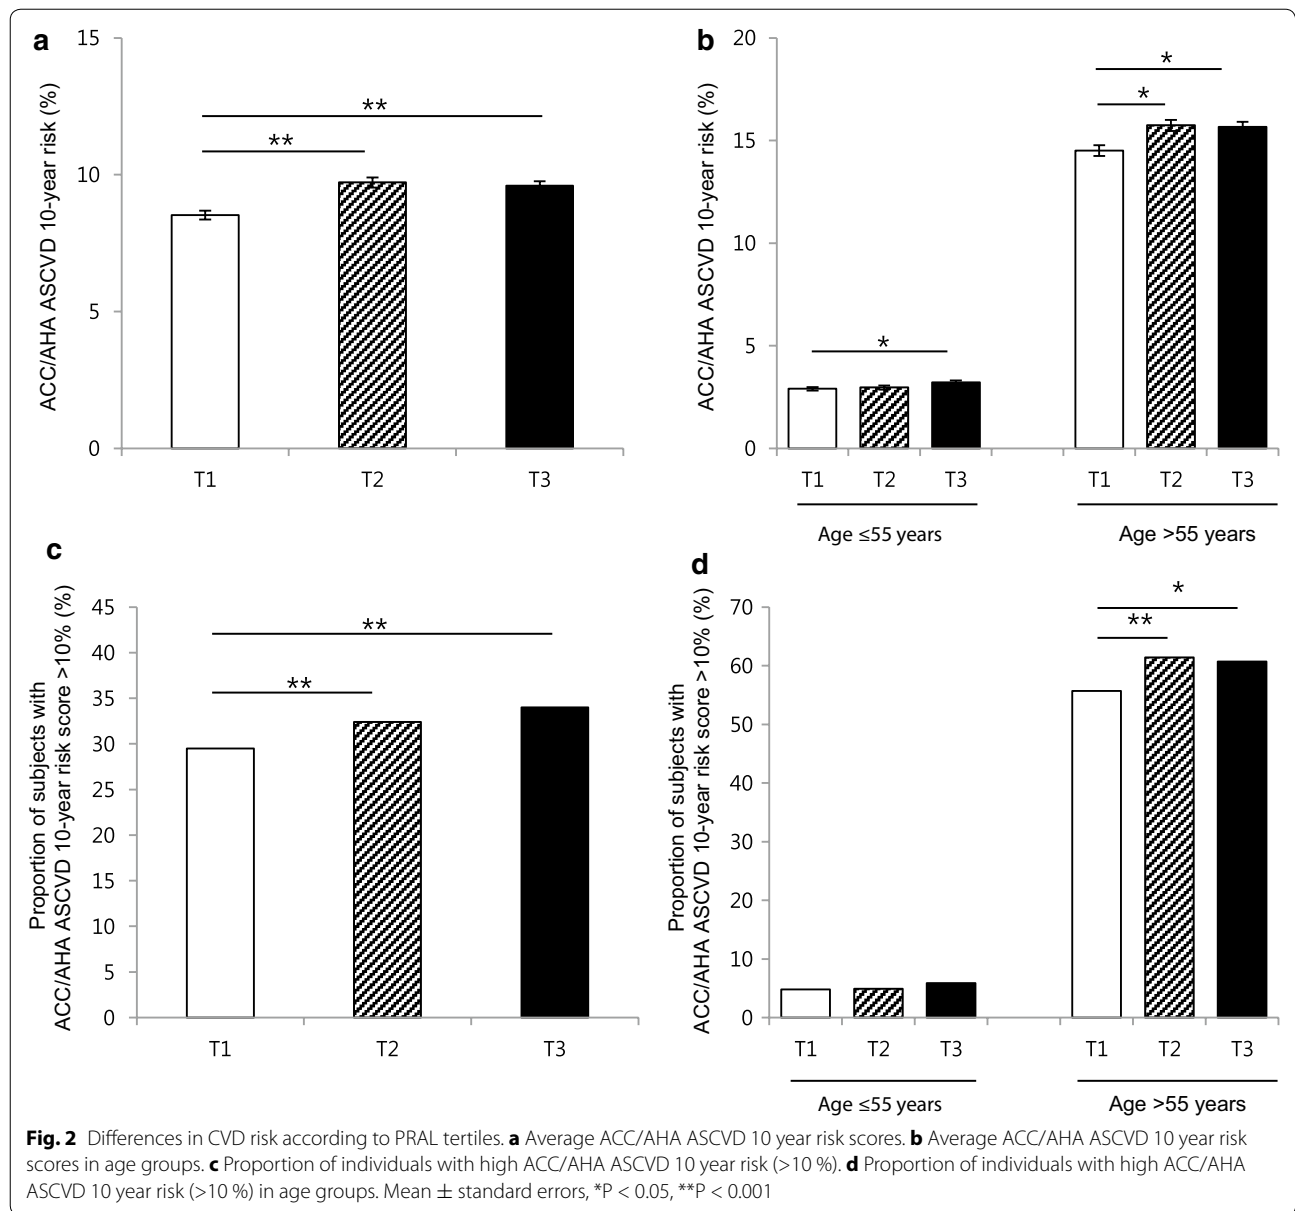 a
ACC/AHA ASCVD 10-year risk (%)
15
10
5
0
**
**
T1 T2 T3
b
ACC/AHA ASCVD 10-year risk (%)
20
15
10
5
0
*
*
*
T1 T2 T3 T1 T2 T3
Age ≤55 years Age >55 years
c
Proportion of subjects with
ACC/AHA ASCVD 10-year risk score >10% (%)
45
40
35
30
25
20
15
10
5
0
**
**
T1 T2 T3
d
Proportion of subjects with
ACC/AHA ASCVD 10-year risk score >10% (%)
70
60
50
40
30
20
10
0
*
**
T1 T2 T3 T1 T2 T3
Age ≤55 years Age >55 years
Fig. 2 Differences in CVD risk according to PRAL tertiles. a Average ACC/AHA ASCVD 10 year risk scores. b Average ACC/AHA ASCVD 10 year risk
scores in age groups. c Proportion of individuals with high ACC/AHA ASCVD 10 year risk (>10 %). d Proportion of individuals with high ACC/AHA
ASCVD 10 year risk (>10 %) in age groups. Mean ± standard errors, *P < 0.05, **P < 0.001